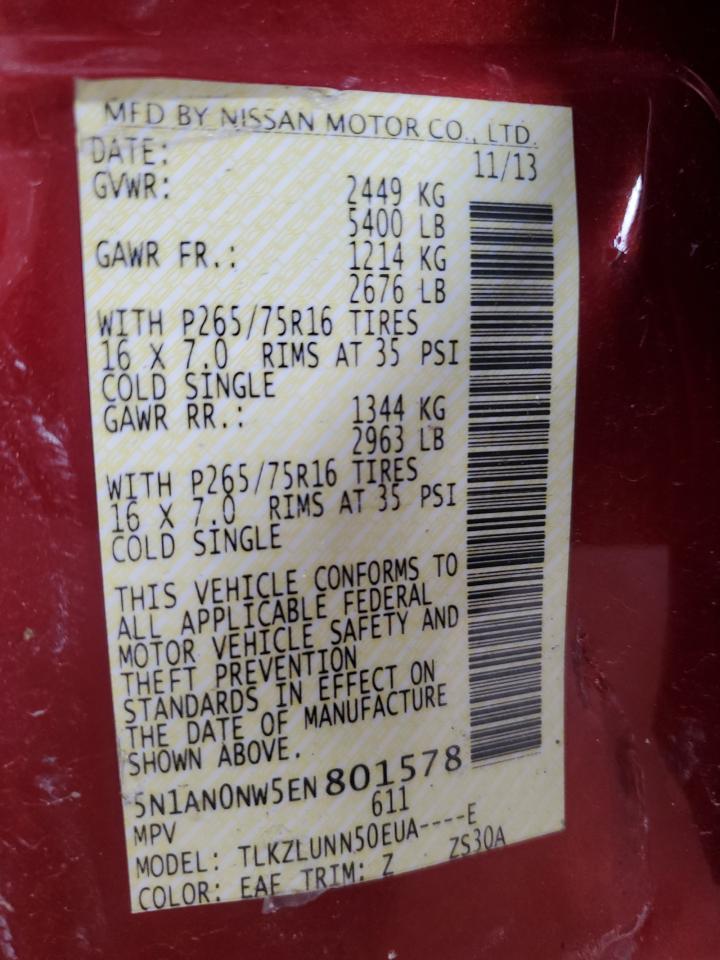 MFD BY NISSAN MOTOR CO., LTD.
DATE: 11/13
GVWR: 2449 KG
5400 LB
GAWR FR.: 1214 KG
2676 LB
WITH P265/75R16 TIRES
16 X 7.0 RIMS AT 35 PSI
COLD SINGLE
GAWR RR.: 1344 KG
2963 LB
WITH P265/75R16 TIRES
16 X 7.0 RIMS AT 35 PSI
COLD SINGLE
THIS VEHICLE CONFORMS TO
ALL APPLICABLE FEDERAL
MOTOR VEHICLE SAFETY AND
THEFT PREVENTION
STANDARDS IN EFFECT ON
THE DATE OF MANUFACTURE
SHOWN ABOVE.
5N1AN0NW5EN801578
MPV 611
MODEL: TLKZLUNN50EUA----E
COLOR: EAF TRIM: Z ZS30A